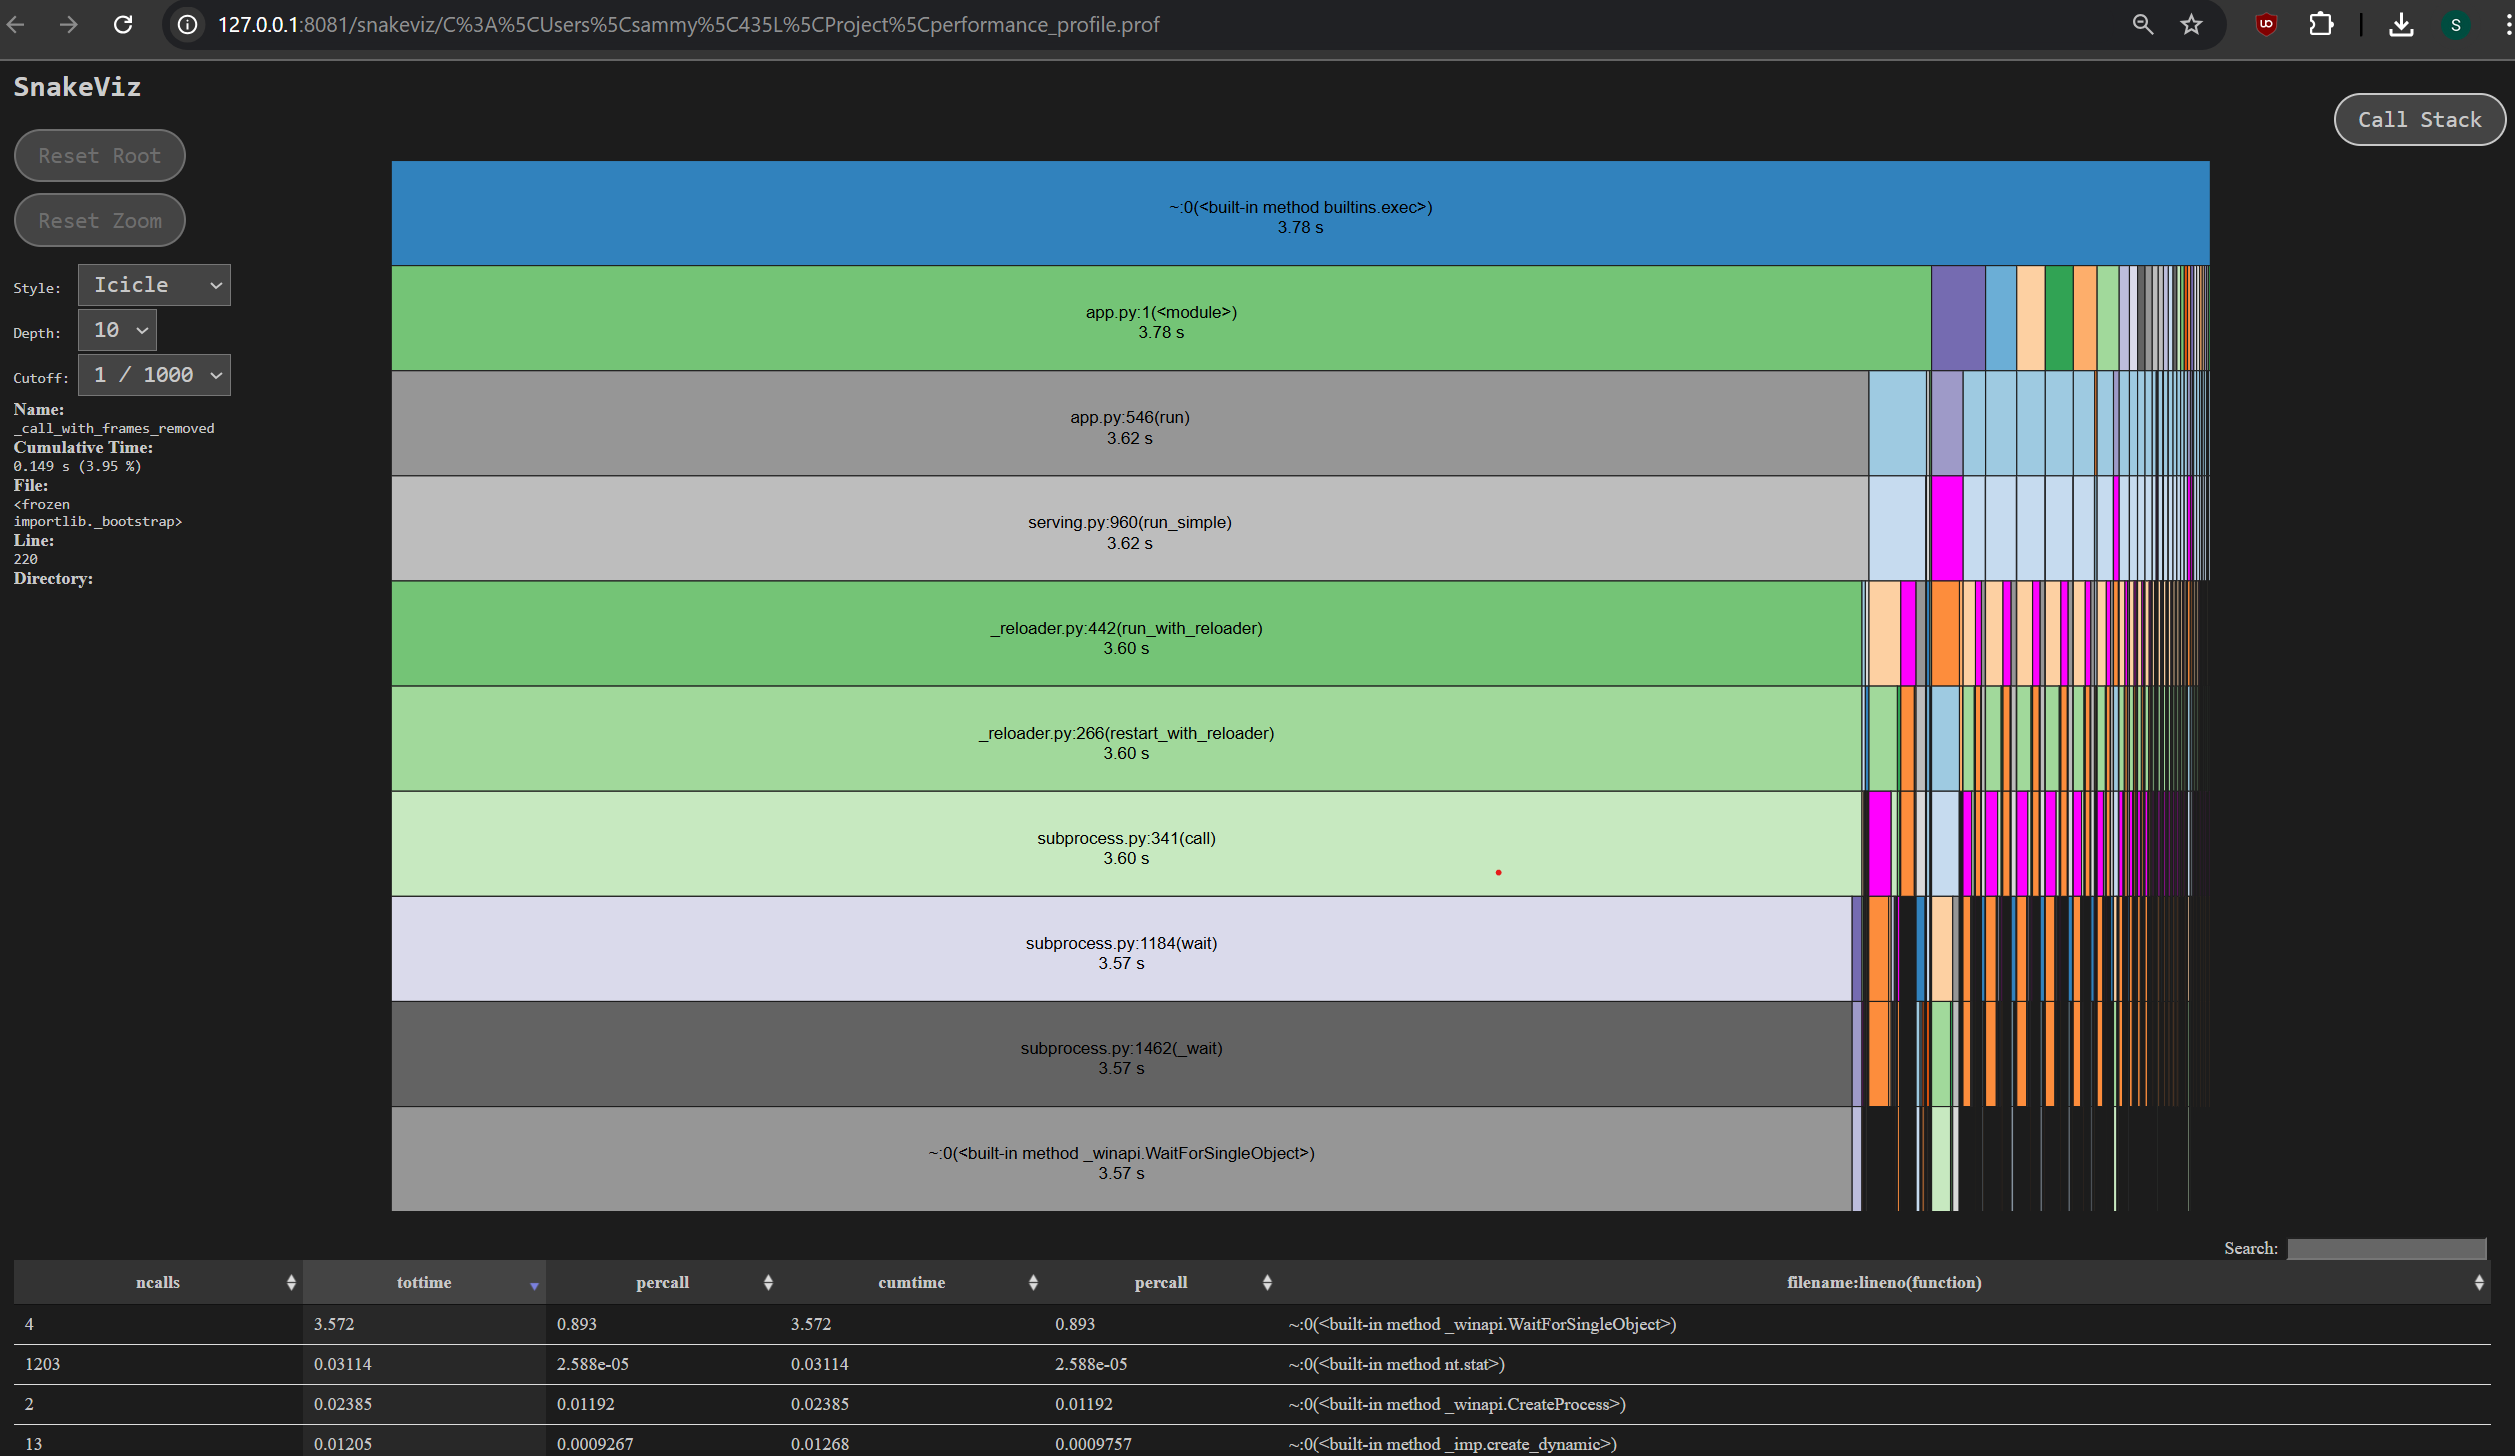 127.0.0.1:8081/snakeviz/C%3A%5CUsers%5Csammy%5C435L%5CProject%5Cperformance_profile.prof
S
SnakeViz
Call Stack
Reset Root
Reset Zoom
Style: Icicle
Depth: 10
Cutoff: 1 / 1000
Name:
_call_with_frames_removed
Cumulative Time:
0.149 s (3.95 %)
File:
<frozen
importlib._bootstrap>
Line:
220
Directory:
~:0(<built-in method builtins.exec>)
3.78 s
app.py:1(<module>)
3.78 s
app.py:546(run)
3.62 s
serving.py:960(run_simple)
3.62 s
_reloader.py:442(run_with_reloader)
3.60 s
_reloader.py:266(restart_with_reloader)
3.60 s
subprocess.py:341(call)
3.60 s
subprocess.py:1184(wait)
3.57 s
subprocess.py:1462(_wait)
3.57 s
~:0(<built-in method _winapi.WaitForSingleObject>)
3.57 s
Search:
ncalls tottime percall cumtime percall filename:lineno(function)
4 3.572 0.893 3.572 0.893 ~:0(<built-in method _winapi.WaitForSingleObject>)
1203 0.03114 2.588e-05 0.03114 2.588e-05 ~:0(<built-in method nt.stat>)
2 0.02385 0.01192 0.02385 0.01192 ~:0(<built-in method _winapi.CreateProcess>)
13 0.01205 0.0009267 0.01268 0.0009757 ~:0(<built-in method _imp.create_dynamic>)